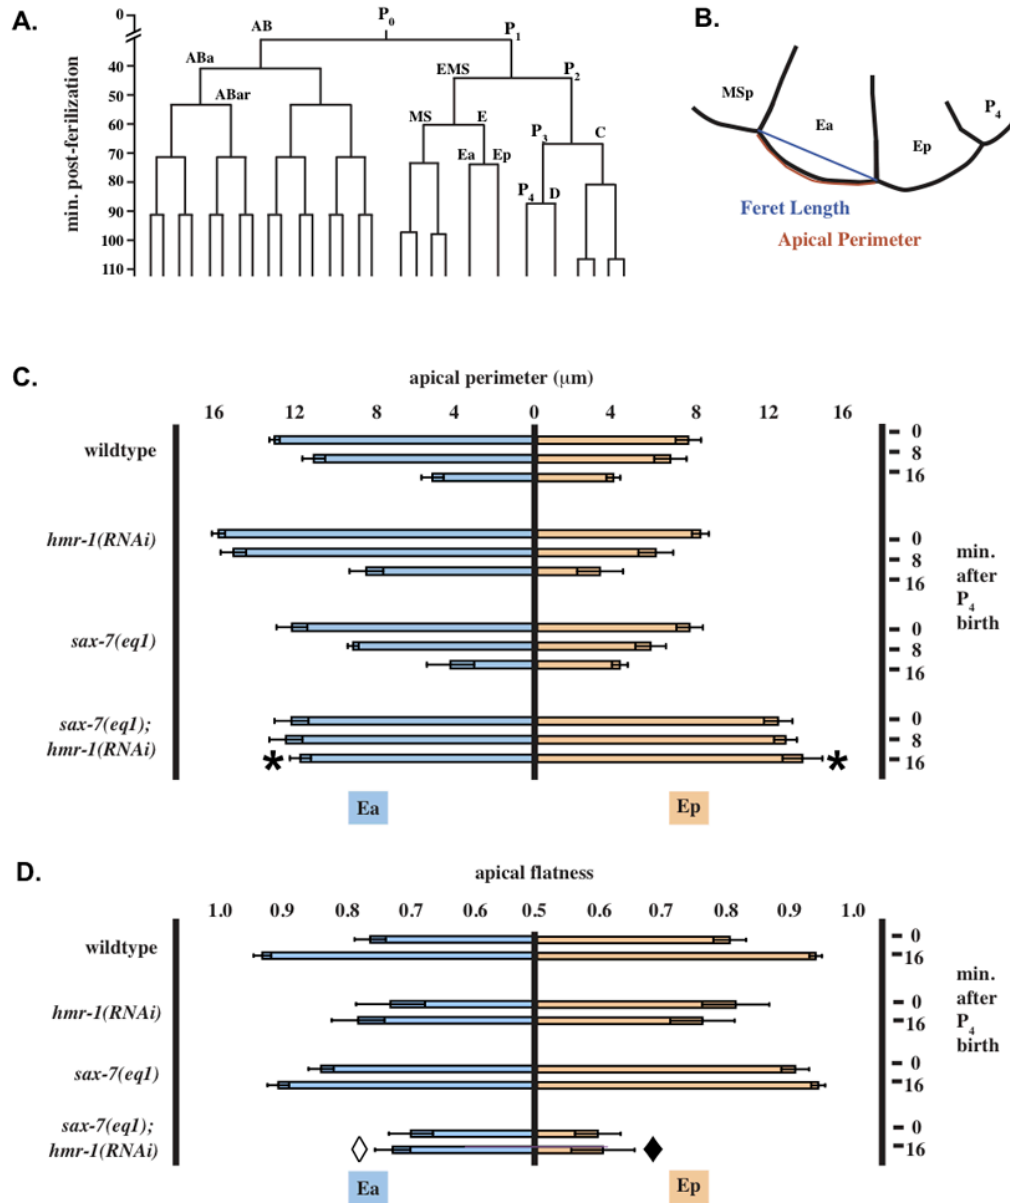 A.
min. post-ferilization
0
40
50
60
70
80
90
100
110
P0
AB
P1
ABa
EMS
P2
ABar
MS
E
P3
C
Ea
Ep
P4
D
B.
MSp
Ea
Ep
P4
Feret Length
Apical Perimeter
C.
apical perimeter (μm)
16 12 8 4 0 4 8 12 16
wildtype
0
8
16
hmr-1(RNAi)
0
8
16
sax-7(eq1)
0
8
16
sax-7(eq1);
hmr-1(RNAi)
0
8
16
* *
min.
after
P4
birth
Ea Ep
D.
apical flatness
1.0 0.9 0.8 0.7 0.6 0.5 0.6 0.7 0.8 0.9 1.0
wildtype
0
16
hmr-1(RNAi)
0
16
sax-7(eq1)
0
16
sax-7(eq1);
hmr-1(RNAi)
0
16
min.
after
P4
birth
Ea Ep